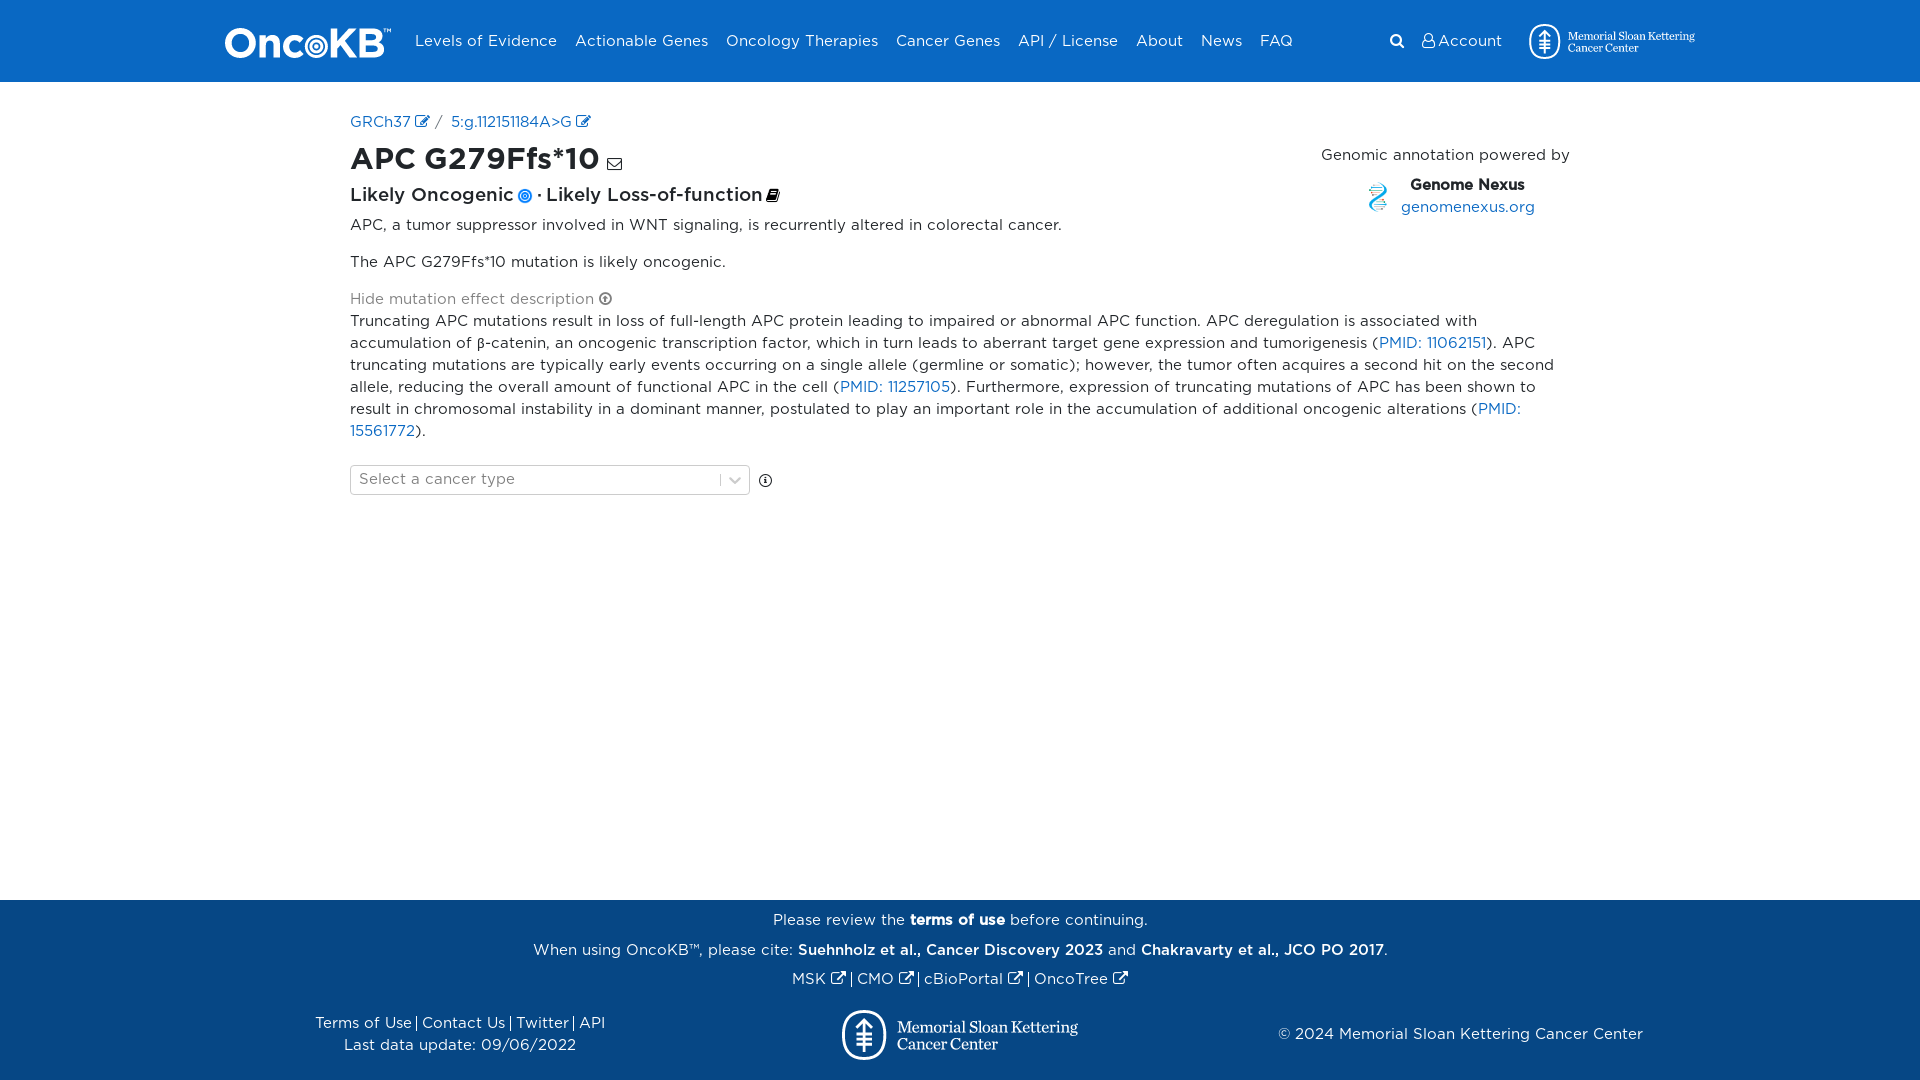 OncoKB™ Levels of Evidence Actionable Genes Oncology Therapies Cancer Genes API / License About News FAQ Account Memorial Sloan Kettering Cancer Center
GRCh37 / 5:g.112151184A>G
APC G279Ffs*10
Genomic annotation powered by
Genome Nexus
genomenexus.org
Likely Oncogenic · Likely Loss-of-function
APC, a tumor suppressor involved in WNT signaling, is recurrently altered in colorectal cancer.
The APC G279Ffs*10 mutation is likely oncogenic.
Hide mutation effect description
Truncating APC mutations result in loss of full-length APC protein leading to impaired or abnormal APC function. APC deregulation is associated with
accumulation of β-catenin, an oncogenic transcription factor, which in turn leads to aberrant target gene expression and tumorigenesis (PMID: 11062151). APC
truncating mutations are typically early events occurring on a single allele (germline or somatic); however, the tumor often acquires a second hit on the second
allele, reducing the overall amount of functional APC in the cell (PMID: 11257105). Furthermore, expression of truncating mutations of APC has been shown to
result in chromosomal instability in a dominant manner, postulated to play an important role in the accumulation of additional oncogenic alterations (PMID:
15561772).
Select a cancer type
Please review the terms of use before continuing.
When using OncoKB™, please cite: Suehnholz et al., Cancer Discovery 2023 and Chakravarty et al., JCO PO 2017.
MSK | CMO | cBioPortal | OncoTree
Terms of Use | Contact Us | Twitter | API
Last data update: 09/06/2022
Memorial Sloan Kettering
Cancer Center
© 2024 Memorial Sloan Kettering Cancer Center